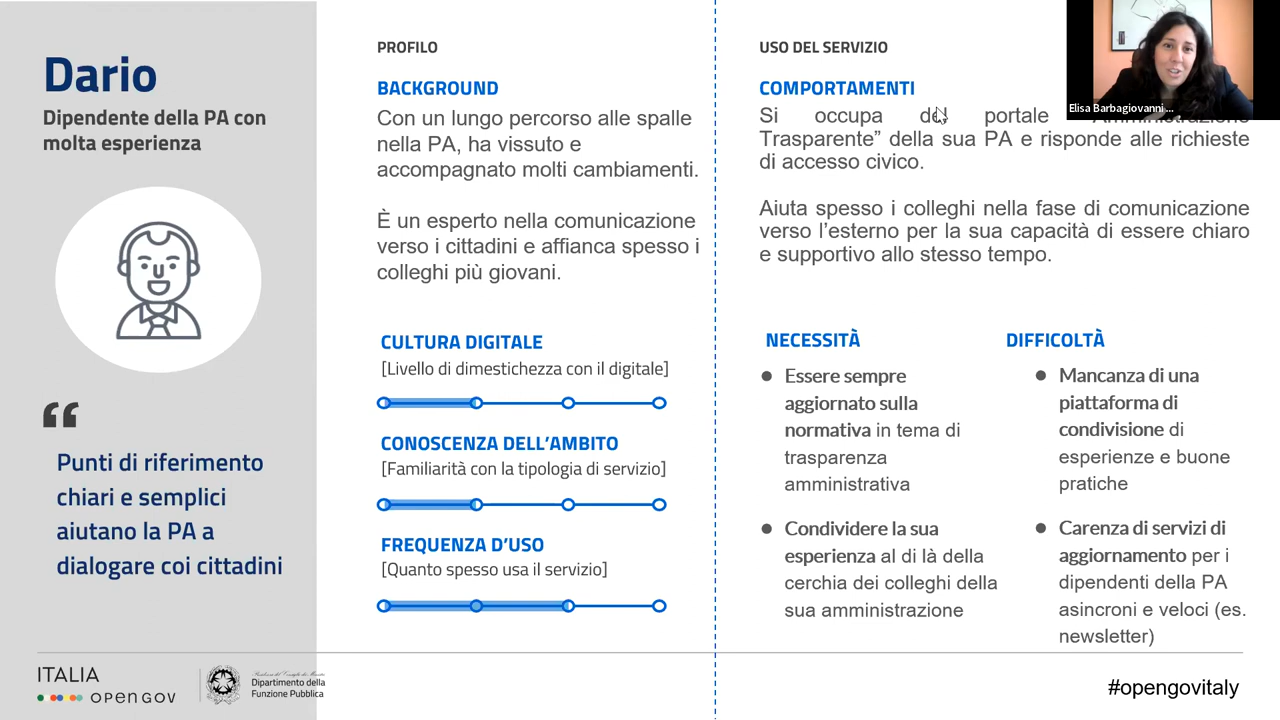 Dario
Dipendente della PA con
molta esperienza
Punti di riferimento
chiari e semplici
aiutano la PA a
dialogare coi cittadini
PROFILO
BACKGROUND
Con un lungo percorso alle spalle
nella PA, ha vissuto e
accompagnato molti cambiamenti.
È un esperto nella comunicazione
verso i cittadini e affianca spesso i
colleghi più giovani.
CULTURA DIGITALE
[Livello di dimestichezza con il digitale]
CONOSCENZA DELL’AMBITO
[Familiarità con la tipologia di servizio]
FREQUENZA D’USO
[Quanto spesso usa il servizio]
USO DEL SERVIZIO
COMPORTAMENTI
Si occupa del portale Amministrazione
Trasparente” della sua PA e risponde alle richieste
di accesso civico.
Aiuta spesso i colleghi nella fase di comunicazione
verso l’esterno per la sua capacità di essere chiaro
e supportivo allo stesso tempo.
NECESSITÀ
● Essere sempre
aggiornato sulla
normativa in tema di
trasparenza
amministrativa
● Condividere la sua
esperienza al di là della
cerchia dei colleghi della
sua amministrazione
DIFFICOLTÀ
● Mancanza di una
piattaforma di
condivisione di
esperienze e buone
pratiche
● Carenza di servizi di
aggiornamento per i
dipendenti della PA
asincroni e veloci (es.
newsletter)
Elisa Barbagiovanni ...
ITALIA
OPEN GOV
Dipartimento della
Funzione Pubblica
#opengovitaly